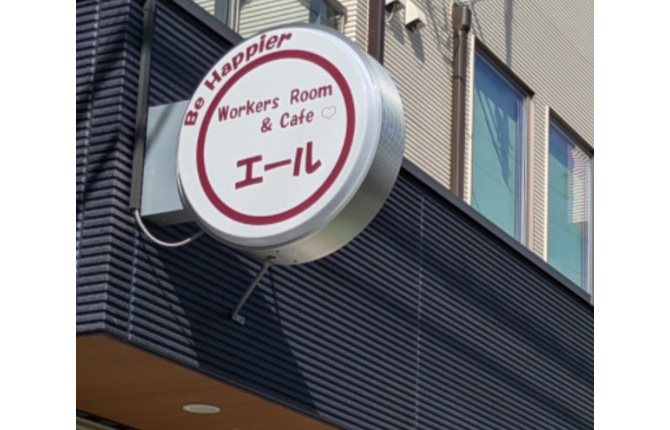 Be Happier
Workers Room
& Cafe ♡
エール